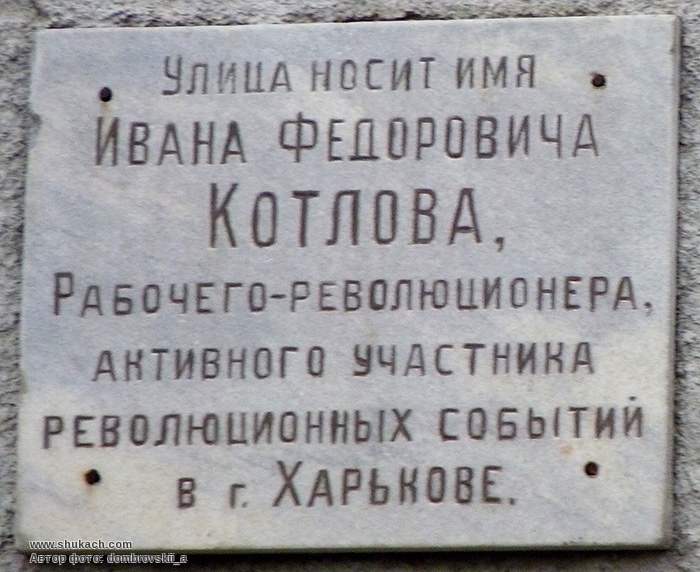 Улица носит имя
Ивана Федоровича
Котлова,
Рабочего-революционера,
активного участника
революционных событий
в г. Харькове.
www.shukach.com
Автор фото: dombrovskii_a